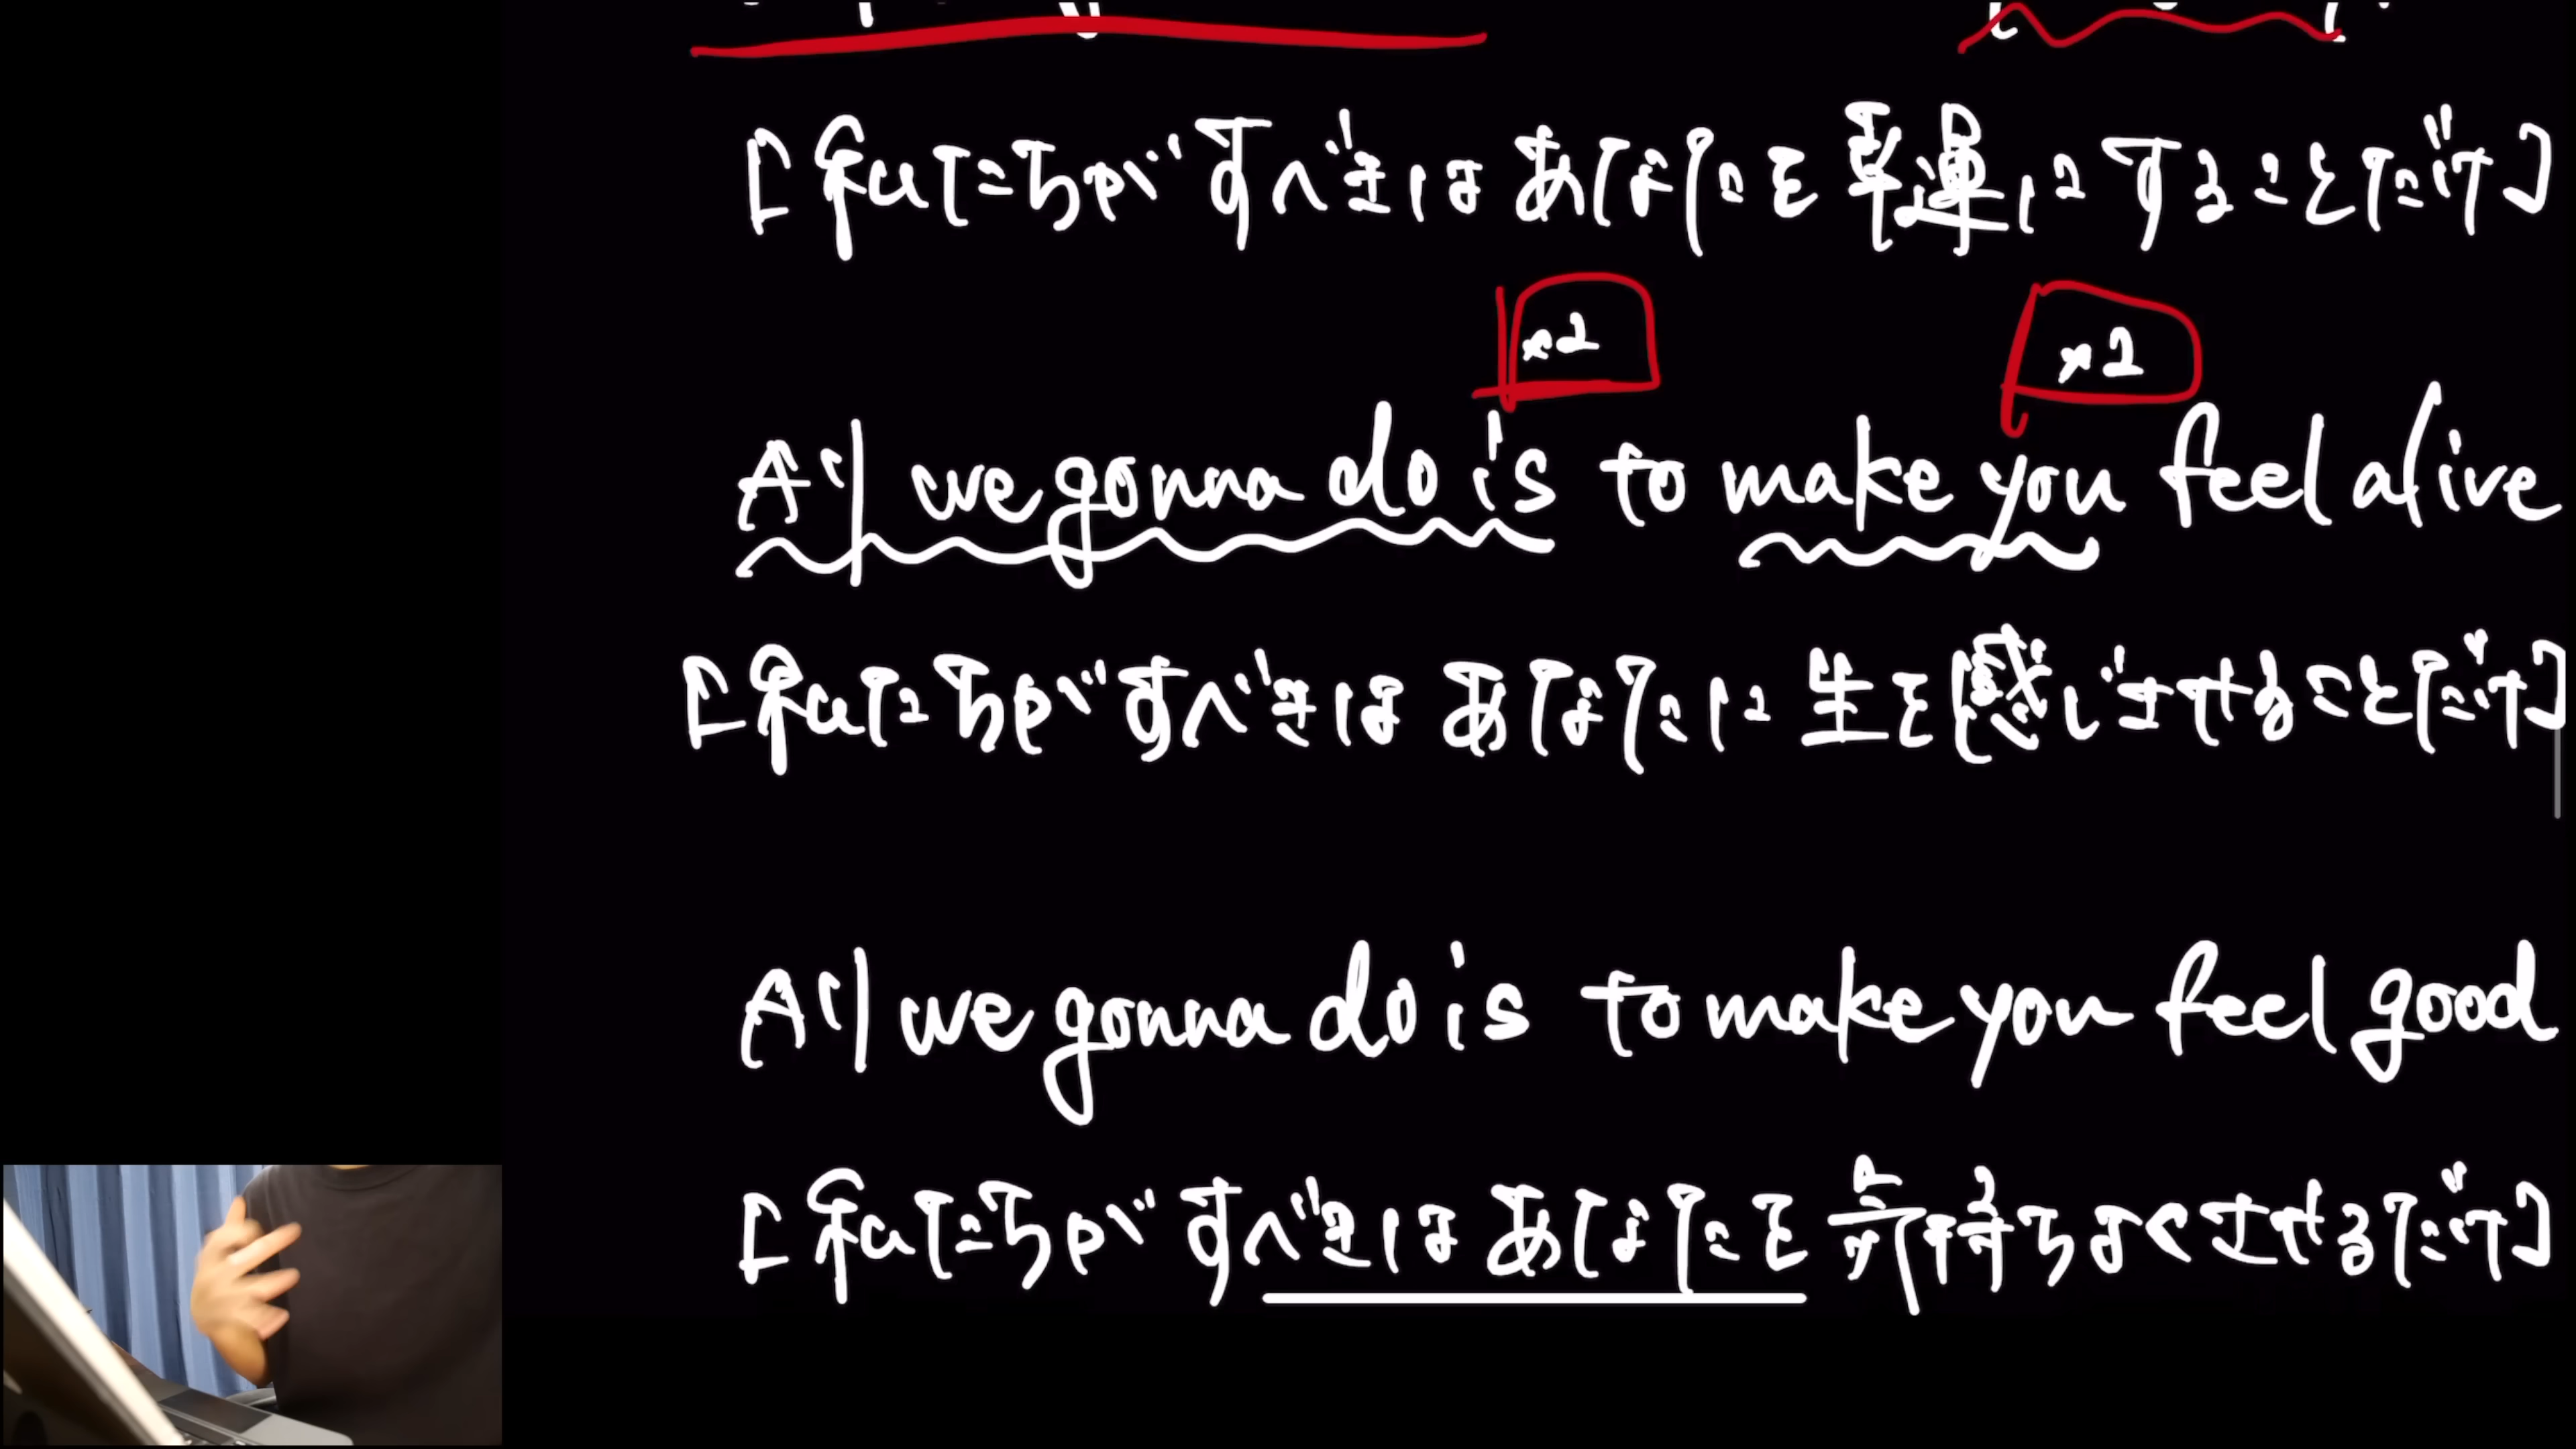 [私たちがすべきはあなたを幸運にすることだけ]
×2 ×2
All we gonna do is to make you feel alive
[私たちがすべきはあなたに生を感じさせることだけ]
All we gonna do is to make you feel good
[私たちがすべきはあなたを気持ちよくさせるだけ]